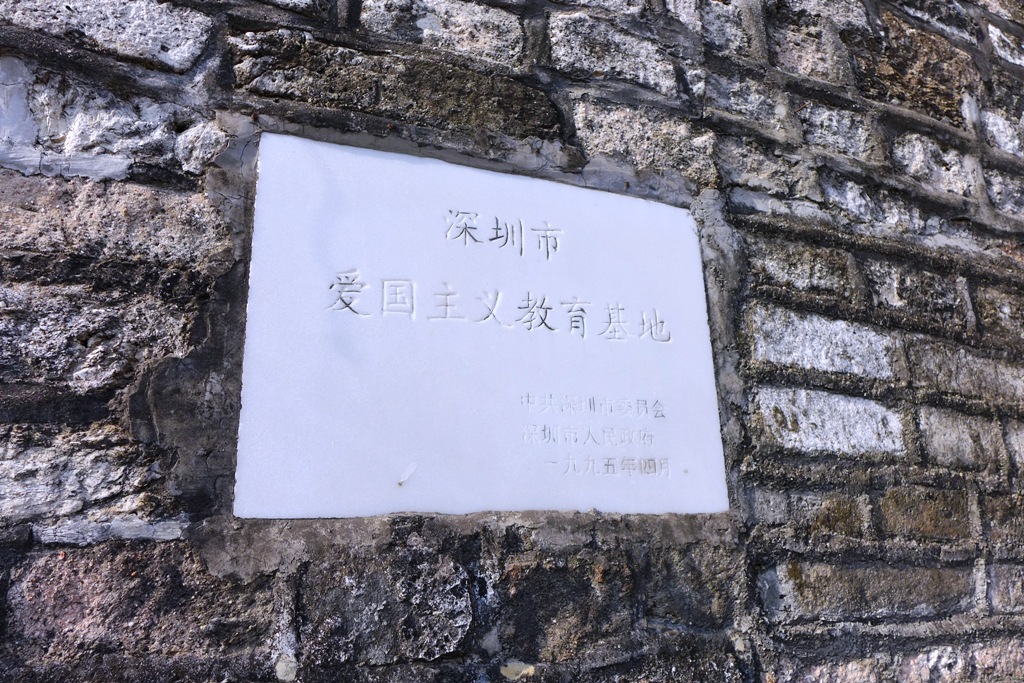 深圳市
爱国主义教育基地
中共深圳市委员会
深圳市人民政府
一九九五年四月